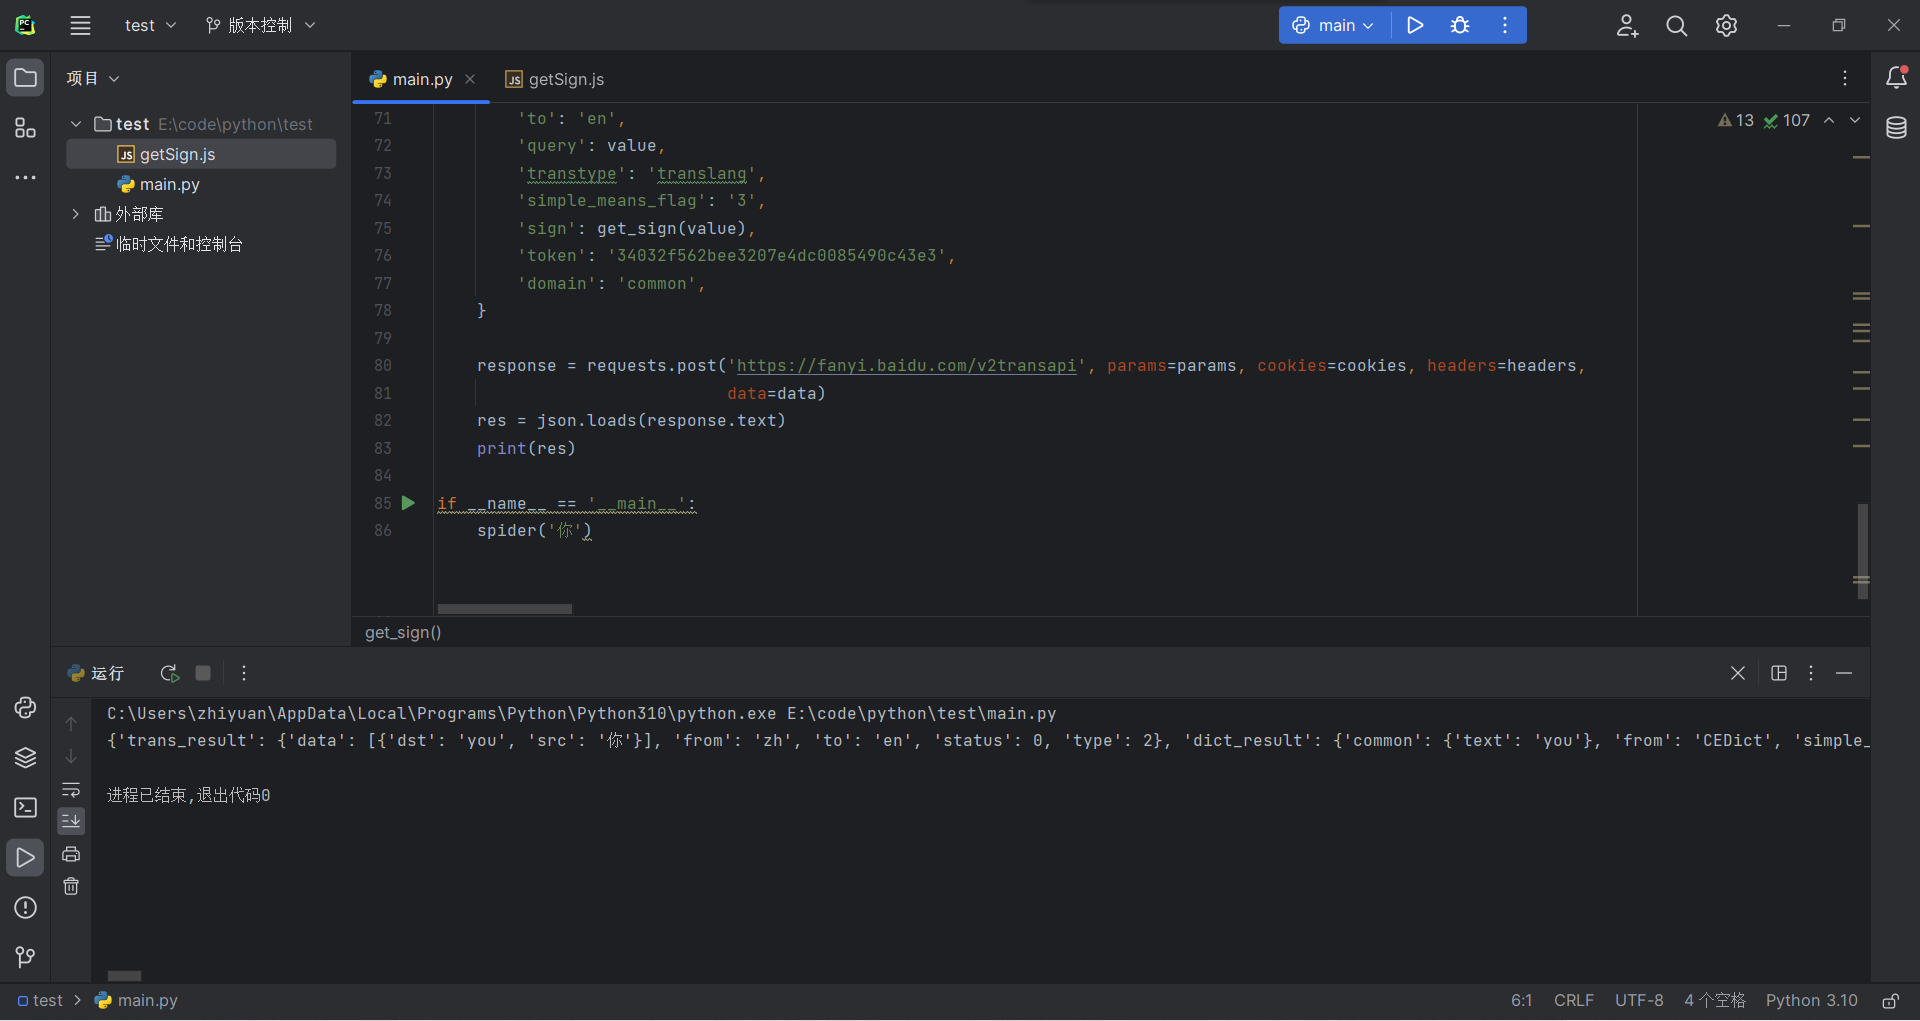 test
版本控制
main
项目
main.py
getSign.js
test E:\code\python\test
getSign.js
main.py
外部库
临时文件和控制台
13 107
71 'to': 'en',
72 'query': value,
73 'transtype': 'translang',
74 'simple_means_flag': '3',
75 'sign': get_sign(value),
76 'token': '34032f562bee3207e4dc0085490c43e3',
77 'domain': 'common',
78 }
79
80 response = requests.post('https://fanyi.baidu.com/v2transapi', params=params, cookies=cookies, headers=headers,
81 data=data)
82 res = json.loads(response.text)
83 print(res)
84
85 if __name__ == '__main__':
86 spider('你')
get_sign()
运行
C:\Users\zhiyuan\AppData\Local\Programs\Python\Python310\python.exe E:\code\python\test\main.py
{'trans_result': {'data': [{'dst': 'you', 'src': '你'}], 'from': 'zh', 'to': 'en', 'status': 0, 'type': 2}, 'dict_result': {'common': {'text': 'you'}, 'from': 'CEDict', 'simple_
进程已结束,退出代码0
test > main.py
6:1 CRLF UTF-8 4 个空格 Python 3.10